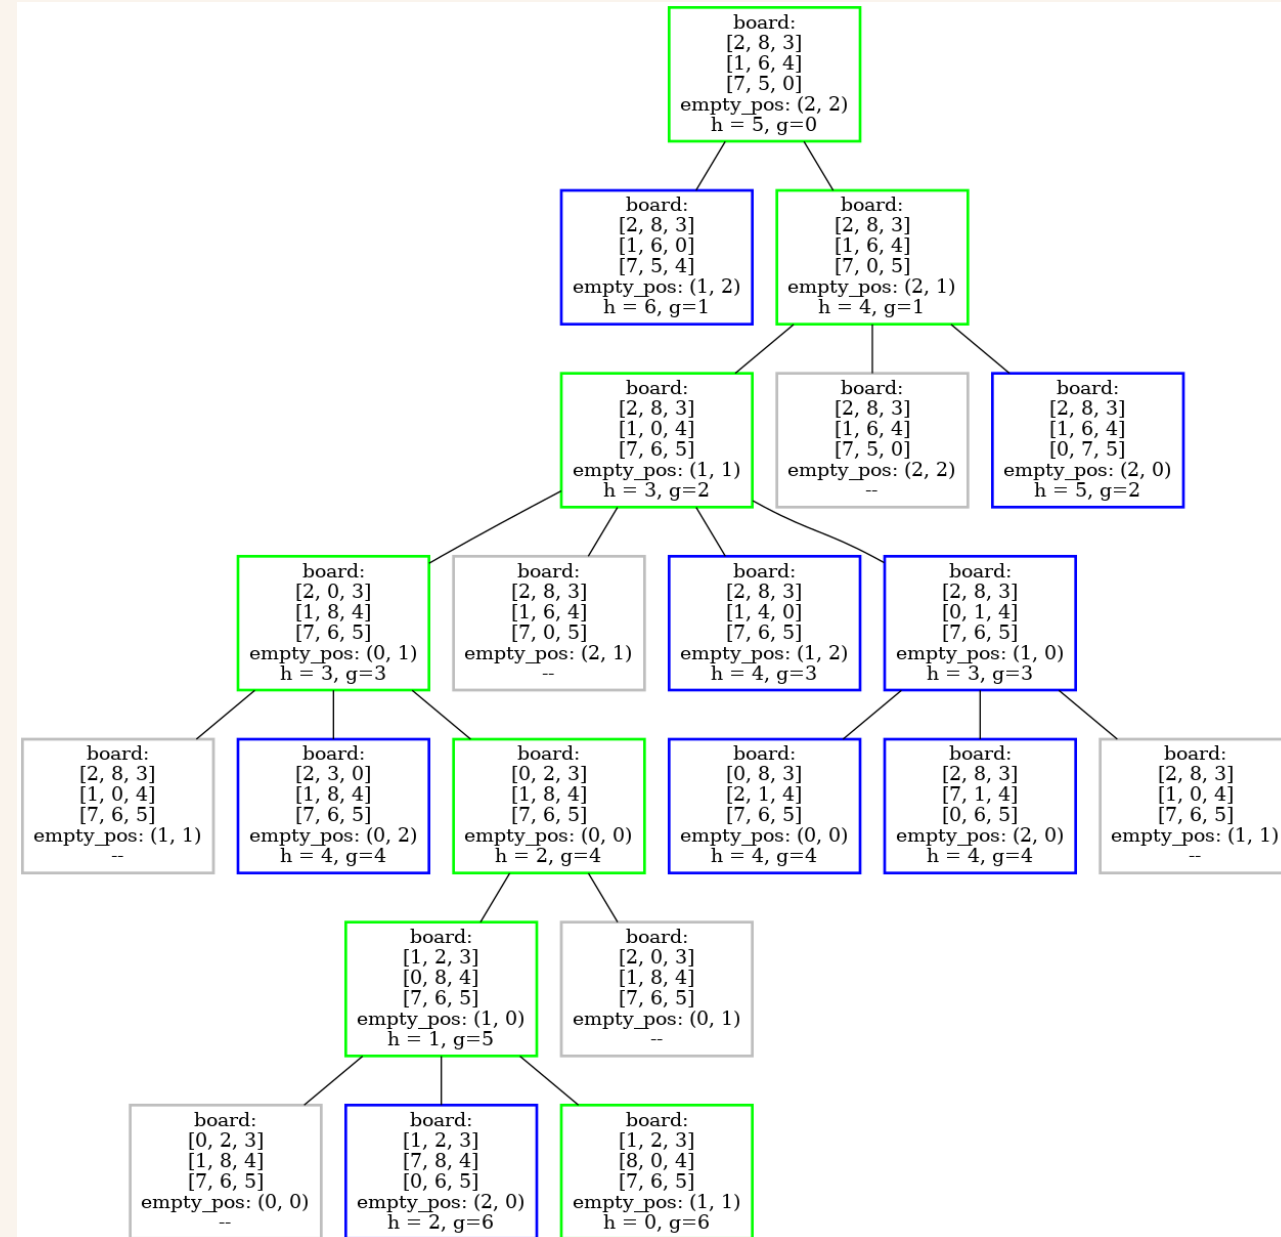 board:
[2, 8, 3]
[1, 6, 4]
[7, 5, 0]
empty_pos: (2, 2)
h = 5, g=0
board:
[2, 8, 3]
[1, 6, 0]
[7, 5, 4]
empty_pos: (1, 2)
h = 6, g=1
board:
[2, 8, 3]
[1, 6, 4]
[7, 0, 5]
empty_pos: (2, 1)
h = 4, g=1
board:
[2, 8, 3]
[1, 0, 4]
[7, 6, 5]
empty_pos: (1, 1)
h = 3, g=2
board:
[2, 8, 3]
[1, 6, 4]
[7, 5, 0]
empty_pos: (2, 2)
--
board:
[2, 8, 3]
[1, 6, 4]
[0, 7, 5]
empty_pos: (2, 0)
h = 5, g=2
board:
[2, 0, 3]
[1, 8, 4]
[7, 6, 5]
empty_pos: (0, 1)
h = 3, g=3
board:
[2, 8, 3]
[1, 6, 4]
[7, 0, 5]
empty_pos: (2, 1)
--
board:
[2, 8, 3]
[1, 4, 0]
[7, 6, 5]
empty_pos: (1, 2)
h = 4, g=3
board:
[2, 8, 3]
[0, 1, 4]
[7, 6, 5]
empty_pos: (1, 0)
h = 3, g=3
board:
[2, 8, 3]
[1, 0, 4]
[7, 6, 5]
empty_pos: (1, 1)
--
board:
[2, 3, 0]
[1, 8, 4]
[7, 6, 5]
empty_pos: (0, 2)
h = 4, g=4
board:
[0, 2, 3]
[1, 8, 4]
[7, 6, 5]
empty_pos: (0, 0)
h = 2, g=4
board:
[0, 8, 3]
[2, 1, 4]
[7, 6, 5]
empty_pos: (0, 0)
h = 4, g=4
board:
[2, 8, 3]
[7, 1, 4]
[0, 6, 5]
empty_pos: (2, 0)
h = 4, g=4
board:
[2, 8, 3]
[1, 0, 4]
[7, 6, 5]
empty_pos: (1, 1)
--
board:
[1, 2, 3]
[0, 8, 4]
[7, 6, 5]
empty_pos: (1, 0)
h = 1, g=5
board:
[2, 0, 3]
[1, 8, 4]
[7, 6, 5]
empty_pos: (0, 1)
--
board:
[0, 2, 3]
[1, 8, 4]
[7, 6, 5]
empty_pos: (0, 0)
--
board:
[1, 2, 3]
[7, 8, 4]
[0, 6, 5]
empty_pos: (2, 0)
h = 2, g=6
board:
[1, 2, 3]
[8, 0, 4]
[7, 6, 5]
empty_pos: (1, 1)
h = 0, g=6